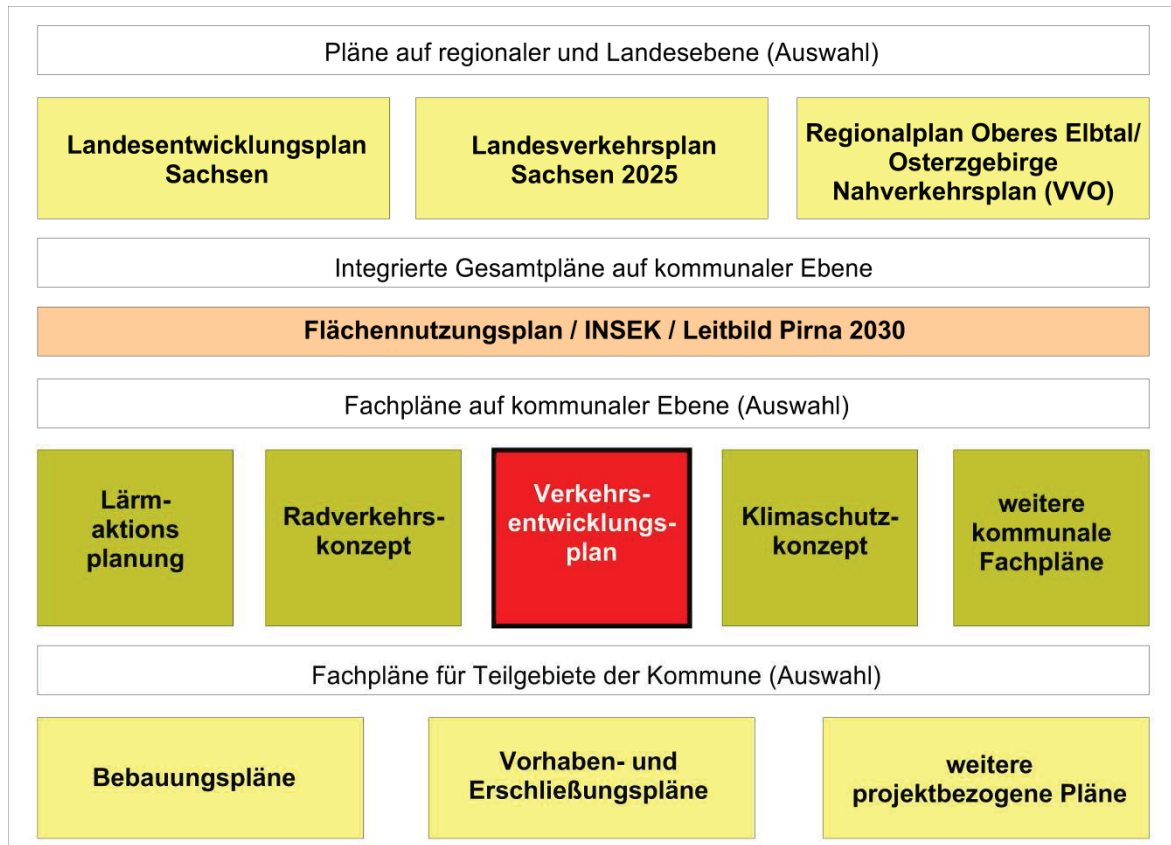 Pläne auf regionaler und Landesebene (Auswahl)
Landesentwicklungsplan
Sachsen
Landesverkehrsplan
Sachsen 2025
Regionalplan Oberes Elbtal/
Osterzgebirge
Nahverkehrsplan (VVO)
Integrierte Gesamtpläne auf kommunaler Ebene
Flächennutzungsplan / INSEK / Leitbild Pirna 2030
Fachpläne auf kommunaler Ebene (Auswahl)
Lärm-
aktions
planung
Radverkehrs-
konzept
Verkehrs-
entwicklungs-
plan
Klimaschutz-
konzept
weitere
kommunale
Fachpläne
Fachpläne für Teilgebiete der Kommune (Auswahl)
Bebauungspläne
Vorhaben- und
Erschließungspläne
weitere
projektbezogene Pläne